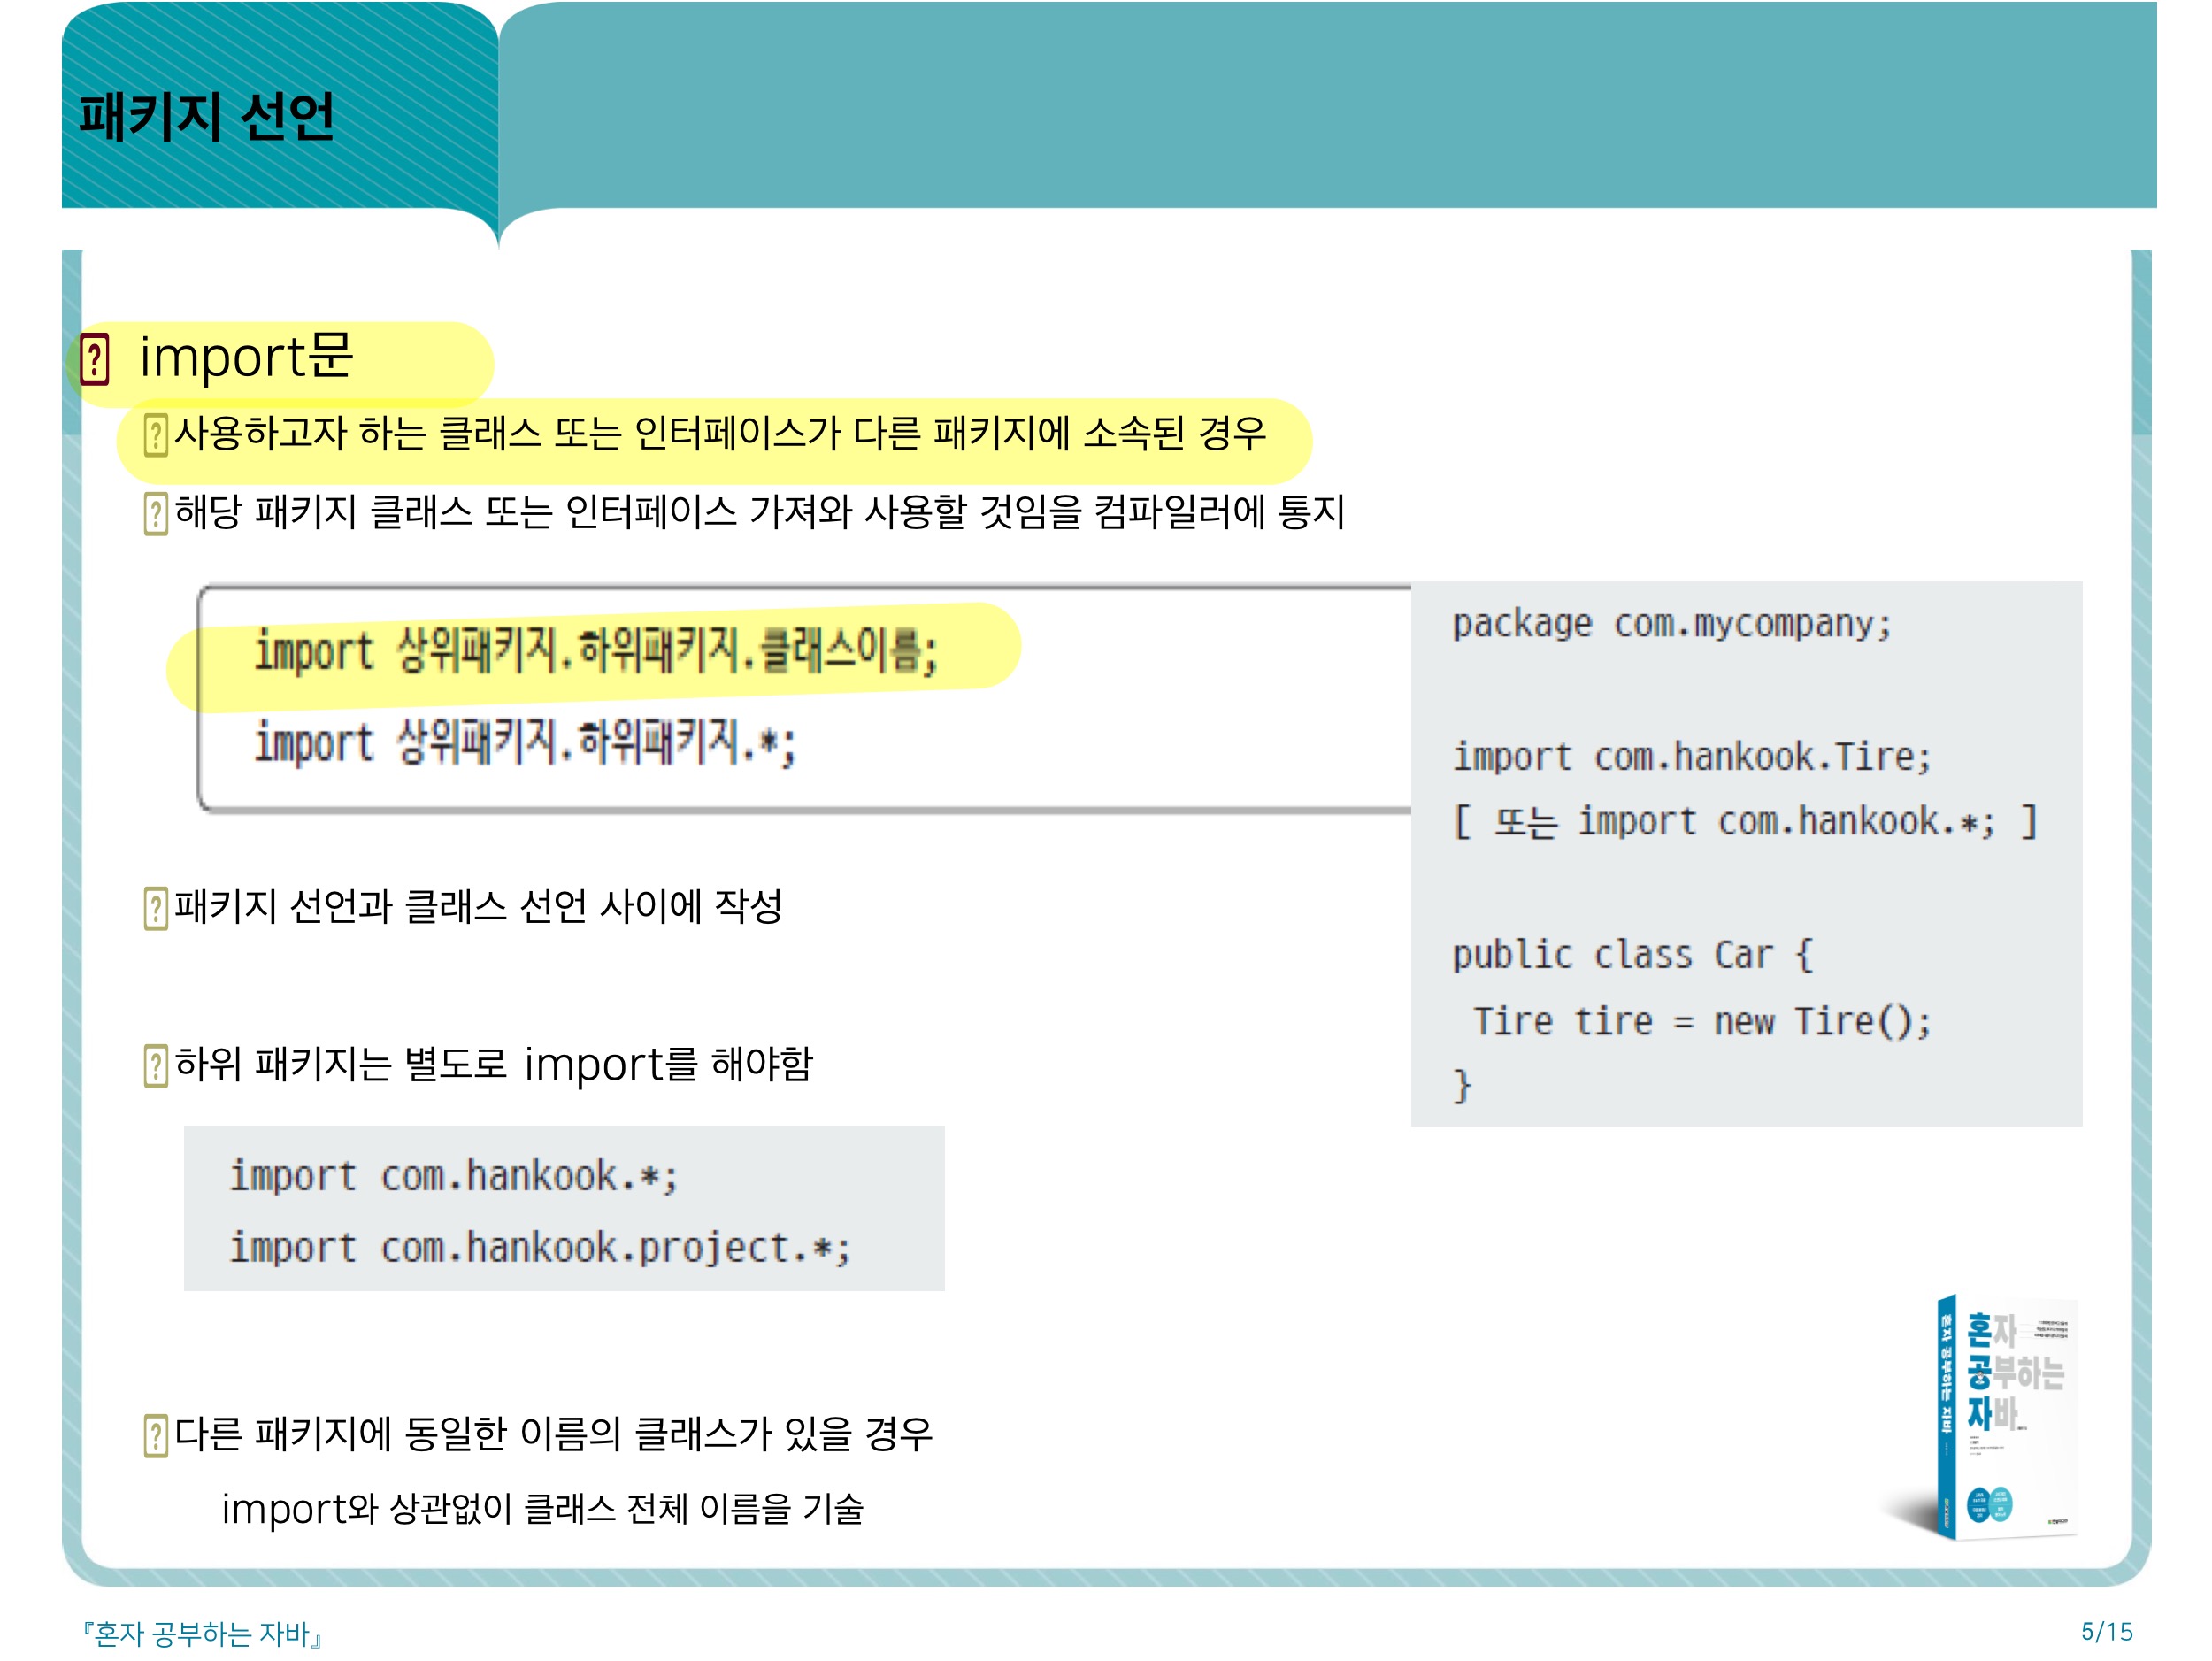 패키지 선언
import문
사용하고자 하는 클래스 또는 인터페이스가 다른 패키지에 소속된 경우
해당 패키지 클래스 또는 인터페이스 가져와 사용할 것임을 컴파일러에 통지
import 상위패키지.하위패키지.클래스이름;
import 상위패키지.하위패키지.*;
package com.mycompany;
import com.hankook.Tire;
[ 또는 import com.hankook.*; ]
public class Car {
Tire tire = new Tire();
}
패키지 선언과 클래스 선언 사이에 작성
하위 패키지는 별도로 import를 해야함
import com.hankook.*;
import com.hankook.project.*;
다른 패키지에 동일한 이름의 클래스가 있을 경우
import와 상관없이 클래스 전체 이름을 기술
혼자 공부하는 자바
혼자
공부하는
자바
『혼자 공부하는 자바』
5/15